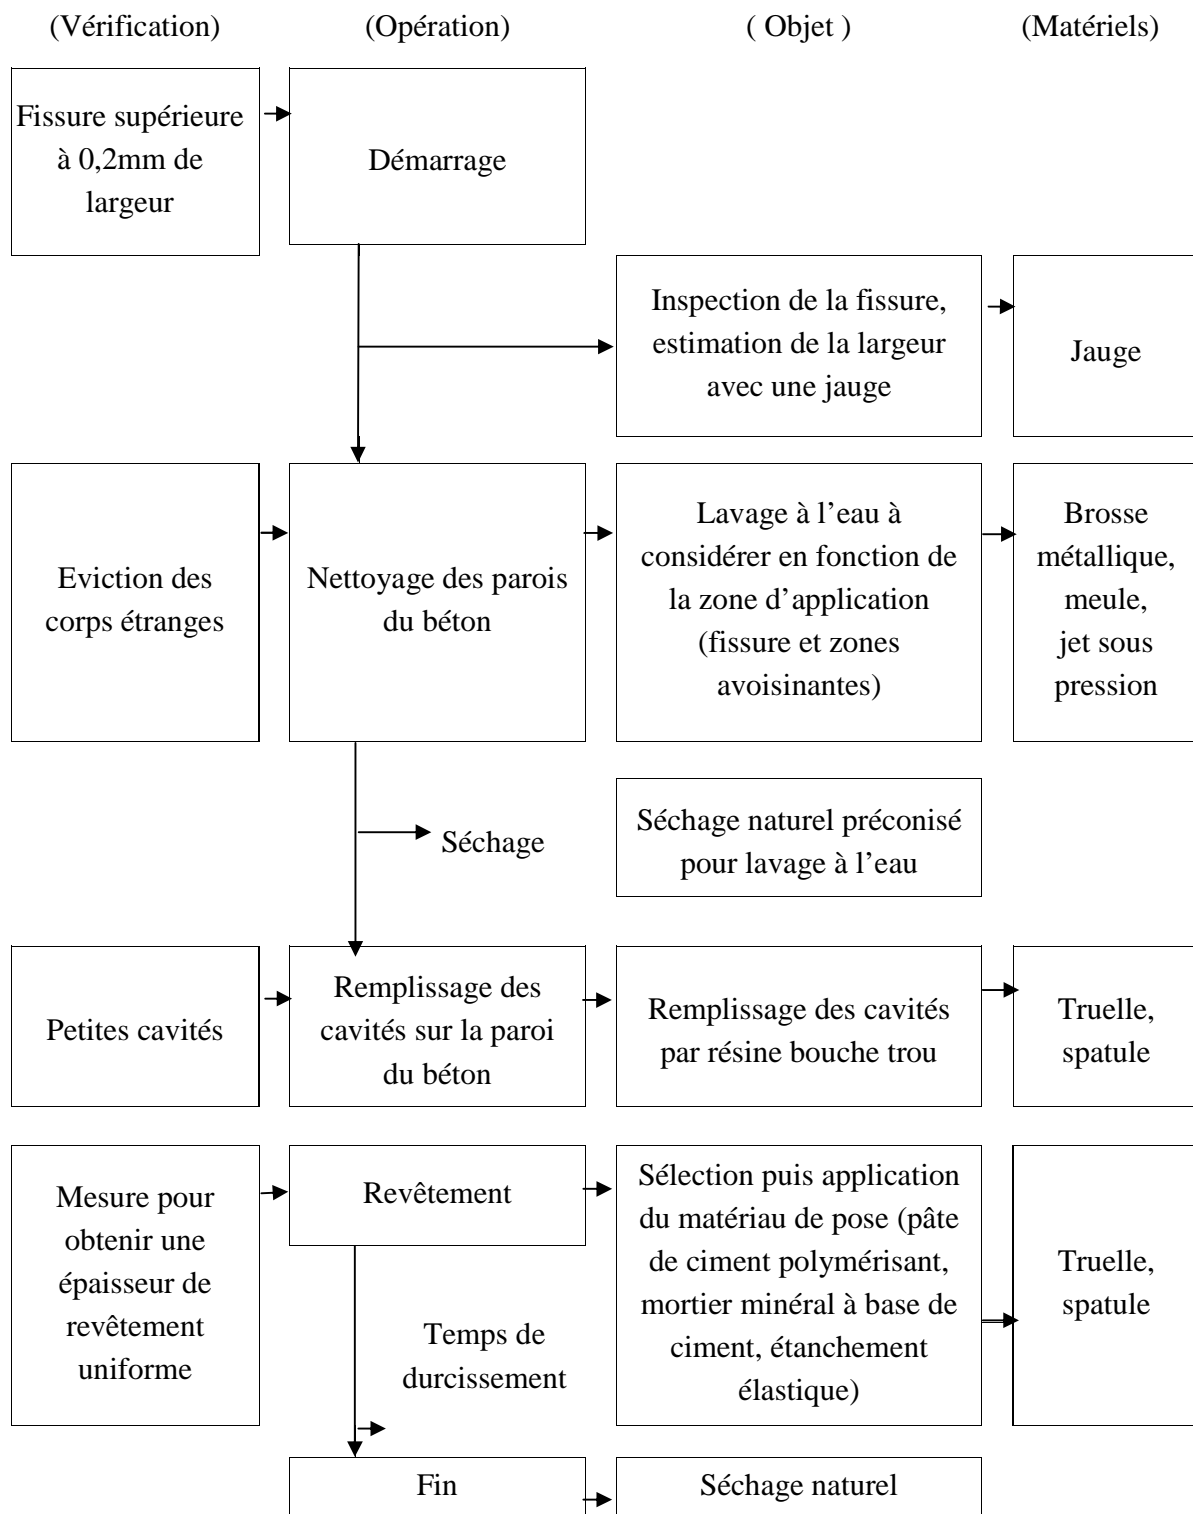 (Vérification)
(Opération)
( Objet )
(Matériels)
Fissure supérieure
à 0,2mm de
largeur
Démarrage
Inspection de la fissure,
estimation de la largeur
avec une jauge
Jauge
Eviction des
corps étranges
Nettoyage des parois
du béton
Lavage à l’eau à
considérer en fonction de
la zone d’application
(fissure et zones
avoisinantes)
Brosse
métallique,
meule,
jet sous
pression
Séchage
Séchage naturel préconisé
pour lavage à l’eau
Petites cavités
Remplissage des
cavités sur la paroi
du béton
Remplissage des cavités
par résine bouche trou
Truelle,
spatule
Mesure pour
obtenir une
épaisseur de
revêtement
uniforme
Revêtement
Sélection puis application
du matériau de pose (pâte
de ciment polymérisant,
mortier minéral à base de
ciment, étanchement
élastique)
Truelle,
spatule
Temps de
durcissement
Fin
Séchage naturel